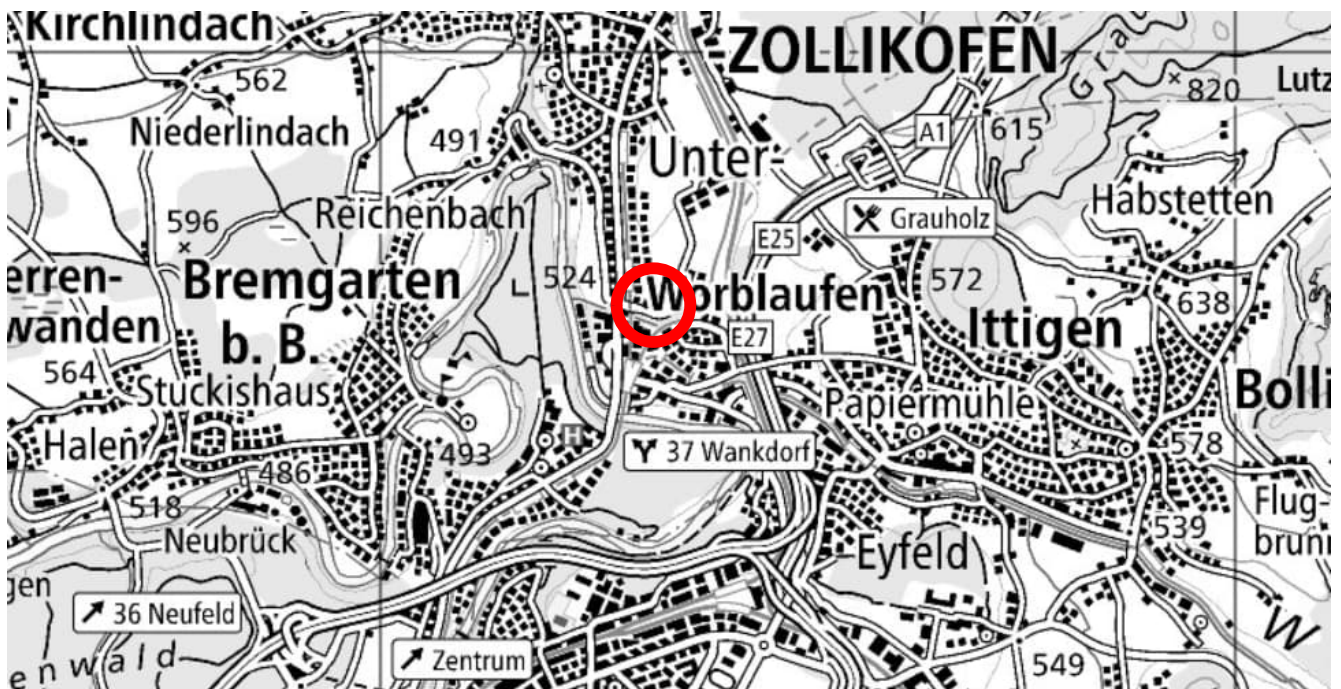 Kirchlindach
ZOLLIKOFEN
Gra
562
820
Lutz
Niederlindach
491
A1
615
Unter-
Habstetten
Reichenbach
Grauholz
596
E25
erren-
Bremgarten
524
Worblaufen
572
638
wanden
b. B.
E27
Ittigen
564
Stuckishaus
Papiermühle
Bolli
Halen
493
37 Wankdorf
578
486
518
Flug-
Neubrück
539
brunn
Eyfeld
gen
36 Neufeld
W
enwald
Zentrum
549
H